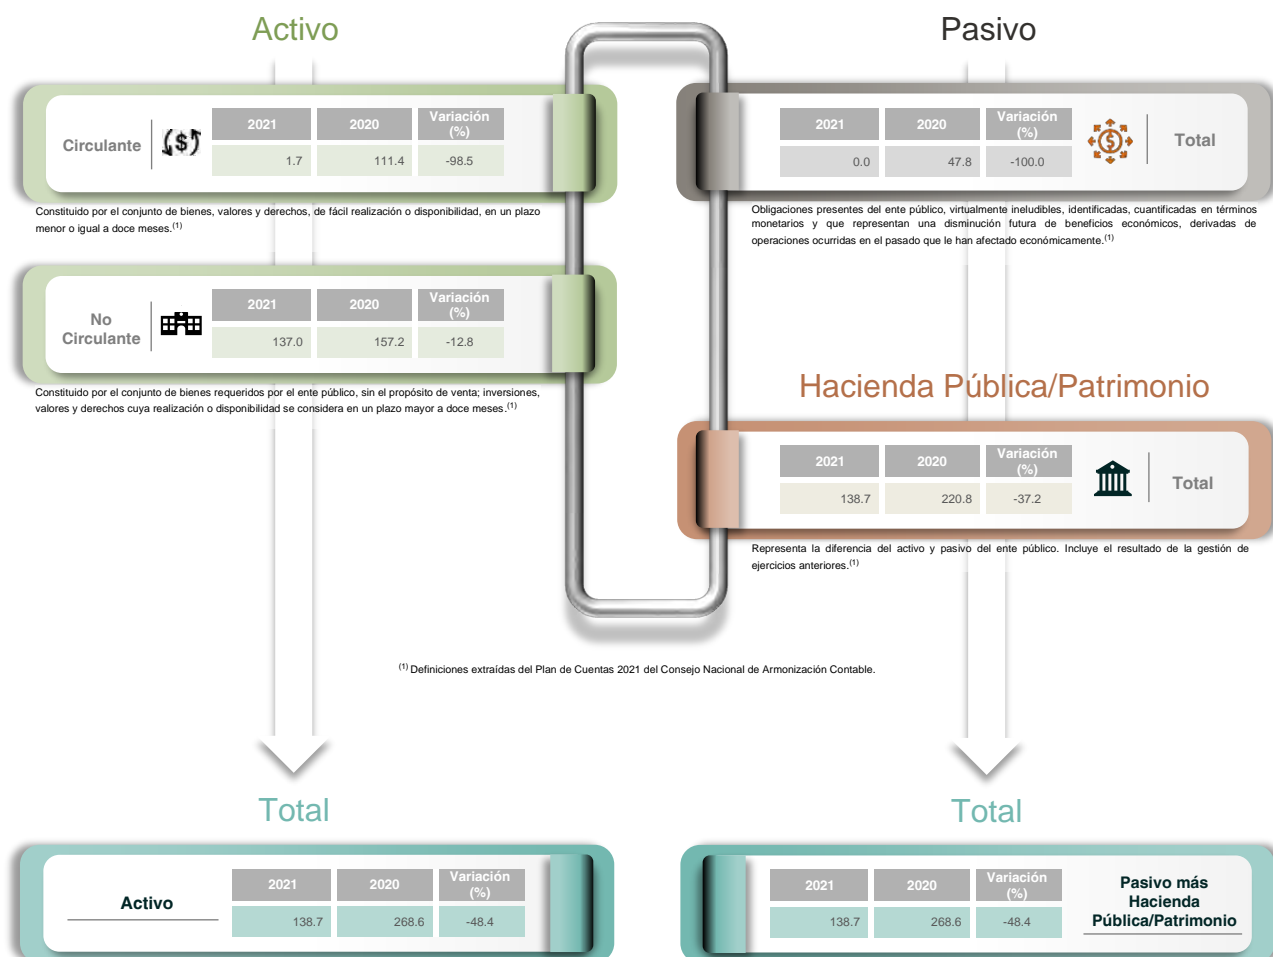 Activo
Circulante
2021 2020 Variación
(%)
1.7 111.4 -98.5
Constituido por el conjunto de bienes, valores y derechos, de fácil realización o disponibilidad, en un plazo
menor o igual a doce meses.(1)
No
Circulante
2021 2020 Variación
(%)
137.0 157.2 -12.8
Constituido por el conjunto de bienes requeridos por el ente público, sin el propósito de venta; inversiones,
valores y derechos cuya realización o disponibilidad se considera en un plazo mayor a doce meses.(1)
Pasivo
2021 2020 Variación
(%)
0.0 47.8 -100.0
Total
Obligaciones presentes del ente público, virtualmente ineludibles, identificadas, cuantificadas en términos
monetarios y que representan una disminución futura de beneficios económicos, derivadas de
operaciones ocurridas en el pasado que le han afectado económicamente.(1)
Hacienda Pública/Patrimonio
2021 2020 Variación
(%)
138.7 220.8 -37.2
Total
Representa la diferencia del activo y pasivo del ente público. Incluye el resultado de la gestión de
ejercicios anteriores.(1)
(1) Definiciones extraídas del Plan de Cuentas 2021 del Consejo Nacional de Armonización Contable.
Total
Activo
2021 2020 Variación
(%)
138.7 268.6 -48.4
Total
2021 2020 Variación
(%)
138.7 268.6 -48.4
Pasivo más
Hacienda
Pública/Patrimonio